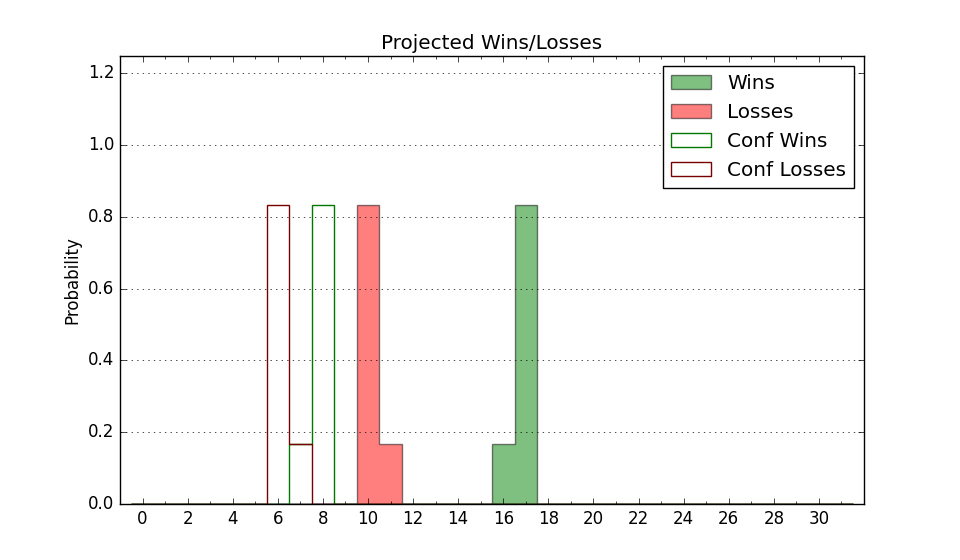 Projected Wins/Losses
1.2
1.0
0.8
0.6
0.4
0.2
0.0
Probability
Wins
Losses
Conf Wins
Conf Losses
0 2 4 6 8 10 12 14 16 18 20 22 24 26 28 30